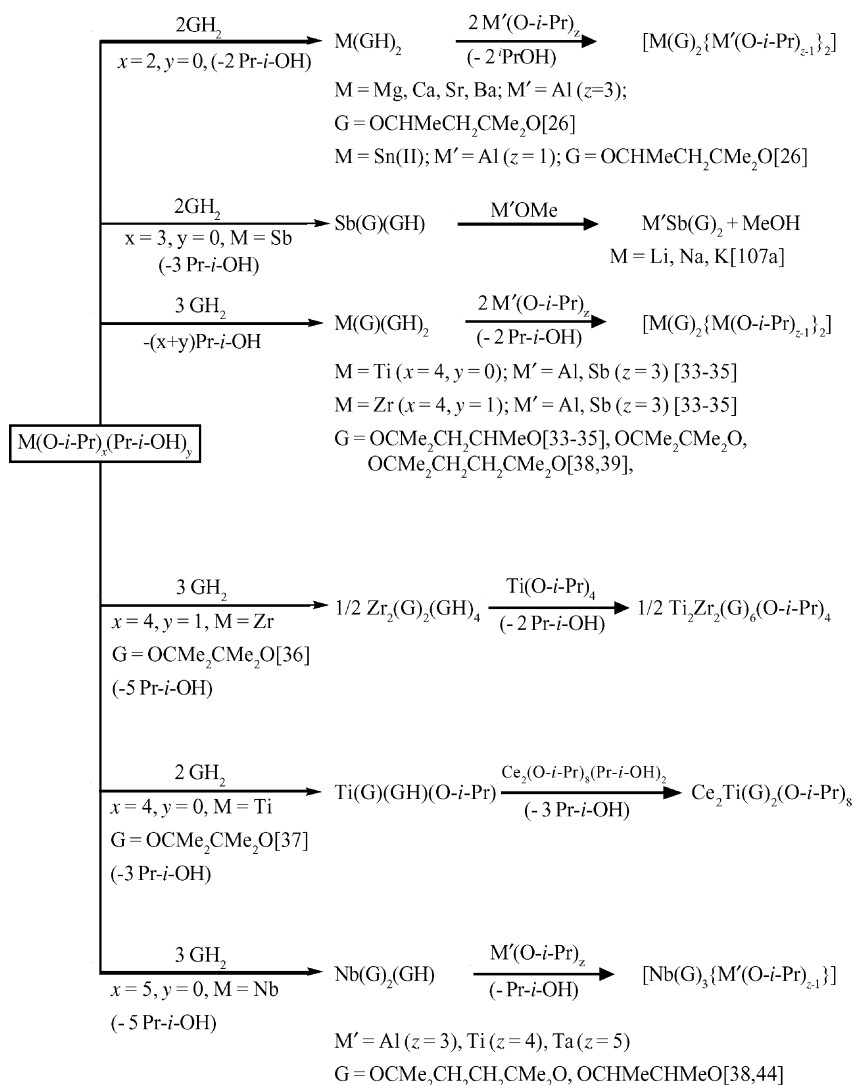 2GH₂
x=2, y=0, (-2 Pr-i-OH)
M(GH)₂
2 M′(O-i-Pr)z
(- 2 ⁱPrOH)
[M(G)₂{M′(O-i-Pr)z-1}₂]
M = Mg, Ca, Sr, Ba; M′ = Al (z=3);
G = OCHMeCH₂CMe₂O[26]
M = Sn(II); M′ = Al (z = 1); G = OCHMeCH₂CMe₂O[26]
2GH₂
x = 3, y = 0, M = Sb
(-3 Pr-i-OH)
Sb(G)(GH)
M′OMe
M′Sb(G)₂ + MeOH
M = Li, Na, K[107a]
3 GH₂
-(x+y)Pr-i-OH
M(G)(GH)₂
2 M′(O-i-Pr)z
(- 2 Pr-i-OH)
[M(G)₂{M(O-i-Pr)z-1}₂]
M = Ti (x = 4, y = 0); M′ = Al, Sb (z = 3) [33-35]
M = Zr (x = 4, y = 1); M′ = Al, Sb (z = 3) [33-35]
G = OCMe₂CH₂CHMeO[33-35], OCMe₂CMe₂O,
OCMe₂CH₂CH₂CMe₂O[38,39],
M(O-i-Pr)x(Pr-i-OH)y
3 GH₂
x = 4, y = 1, M = Zr
G = OCMe₂CMe₂O[36]
(-5 Pr-i-OH)
1/2 Zr₂(G)₂(GH)₄
Ti(O-i-Pr)₄
(- 2 Pr-i-OH)
1/2 Ti₂Zr₂(G)₆(O-i-Pr)₄
2 GH₂
x = 4, y = 0, M = Ti
G = OCMe₂CMe₂O[37]
(-3 Pr-i-OH)
Ti(G)(GH)(O-i-Pr)
Ce₂(O-i-Pr)₈(Pr-i-OH)₂
(- 3 Pr-i-OH)
Ce₂Ti(G)₂(O-i-Pr)₈
3 GH₂
x = 5, y = 0, M = Nb
(- 5 Pr-i-OH)
Nb(G)₂(GH)
M′(O-i-Pr)z
(- Pr-i-OH)
[Nb(G)₃{M′(O-i-Pr)z-1}]
M′ = Al (z = 3), Ti (z = 4), Ta (z = 5)
G = OCMe₂CH₂CH₂CMe₂O, OCHMeCHMeO[38,44]